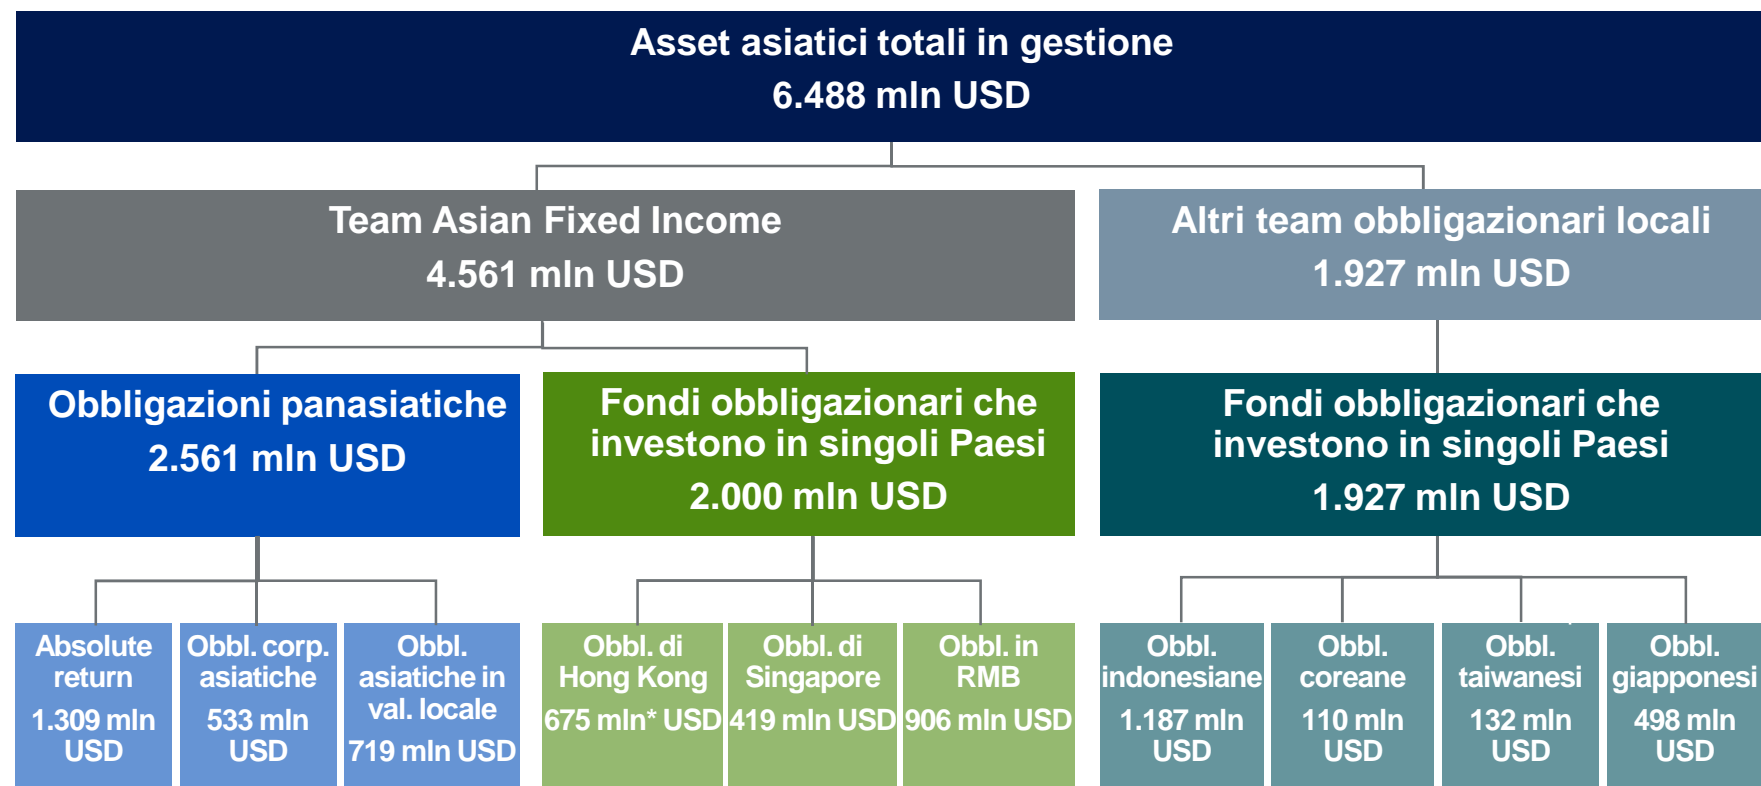 Asset asiatici totali in gestione
6.488 mln USD
Team Asian Fixed Income
4.561 mln USD
Altri team obbligazionari locali
1.927 mln USD
Obbligazioni panasiatiche
2.561 mln USD
Fondi obbligazionari che
investono in singoli Paesi
2.000 mln USD
Fondi obbligazionari che
investono in singoli Paesi
1.927 mln USD
Absolute
return
1.309 mln
USD
Obbl. corp.
asiatiche
533 mln
USD
Obbl.
asiatiche in
val. locale
719 mln USD
Obbl. di
Hong Kong
675 mln* USD
Obbl. di
Singapore
419 mln USD
Obbl. in
RMB
906 mln USD
Obbl.
indonesiane
1.187 mln
USD
Obbl.
coreane
110 mln
USD
Obbl.
taiwanesi
132 mln
USD
Obbl.
giapponesi
498 mln
USD